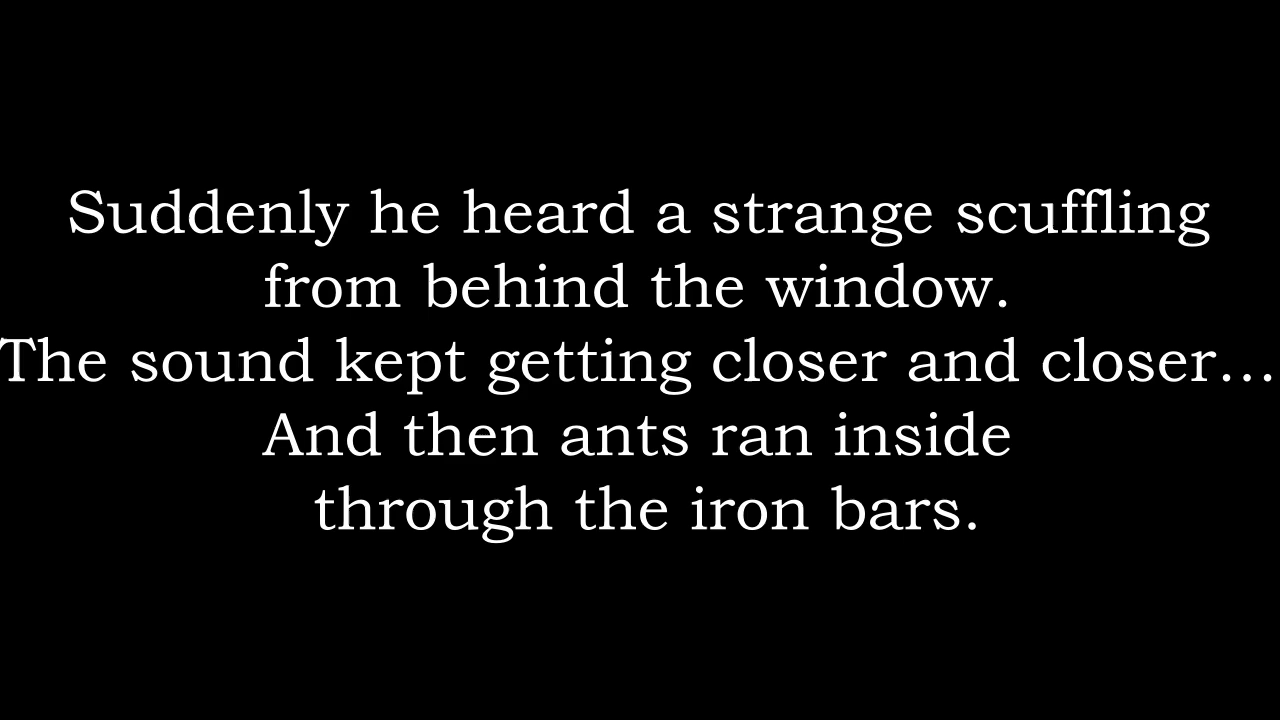 Suddenly he heard a strange scuffling
from behind the window.
The sound kept getting closer and closer…
And then ants ran inside
through the iron bars.